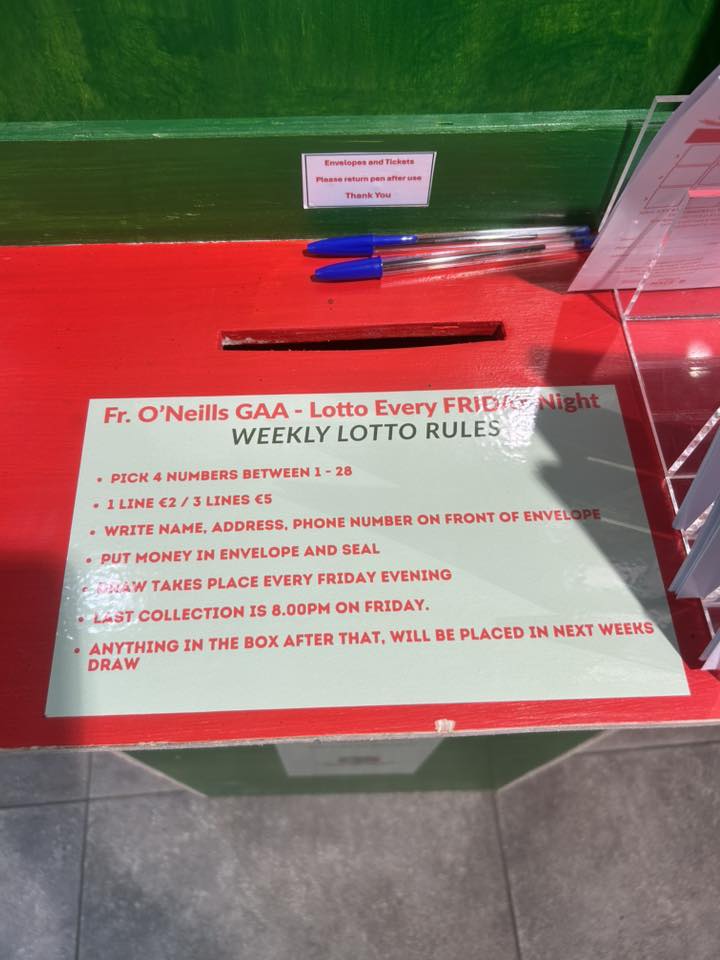 Envelopes and Tickets
Please return pen after use
Thank You
Fr. O'Neills GAA - Lotto Every FRIDAY Night
WEEKLY LOTTO RULES
• PICK 4 NUMBERS BETWEEN 1 - 28
• 1 LINE €2 / 3 LINES €5
• WRITE NAME, ADDRESS, PHONE NUMBER ON FRONT OF ENVELOPE
• PUT MONEY IN ENVELOPE AND SEAL
• DRAW TAKES PLACE EVERY FRIDAY EVENING
• LAST COLLECTION IS 8.00PM ON FRIDAY.
• ANYTHING IN THE BOX AFTER THAT, WILL BE PLACED IN NEXT WEEKS
DRAW